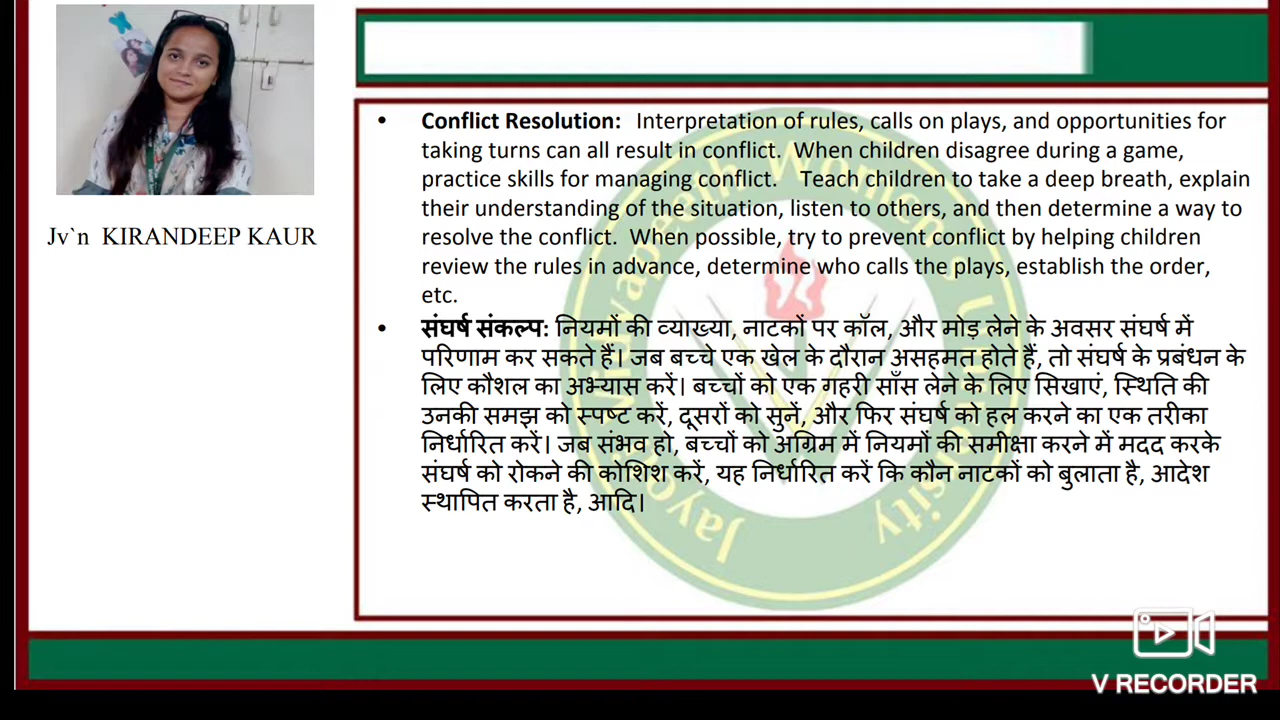 Jv`n KIRANDEEP KAUR
• Conflict Resolution: Interpretation of rules, calls on plays, and opportunities for
taking turns can all result in conflict. When children disagree during a game,
practice skills for managing conflict. Teach children to take a deep breath, explain
their understanding of the situation, listen to others, and then determine a way to
resolve the conflict. When possible, try to prevent conflict by helping children
review the rules in advance, determine who calls the plays, establish the order,
etc.
• संघर्ष संकल्प: नियमों की व्याख्या, नाटकों पर कॉल, और मोड़ लेने के अवसर संघर्ष में
परिणाम कर सकते हैं। जब बच्चे एक खेल के दौरान असहमत होते हैं, तो संघर्ष के प्रबंधन के
लिए कौशल का अभ्यास करें। बच्चों को एक गहरी साँस लेने के लिए सिखाएं, स्थिति की
उनकी समझ को स्पष्ट करें, दूसरों को सुनें, और फिर संघर्ष को हल करने का एक तरीका
निर्धारित करें। जब संभव हो, बच्चों को अग्रिम में नियमों की समीक्षा करने में मदद करके
संघर्ष को रोकने की कोशिश करें, यह निर्धारित करें कि कौन नाटकों को बुलाता है, आदेश
स्थापित करता है, आदि।
Jayoti Vidyapeeth Women's University
V RECORDER